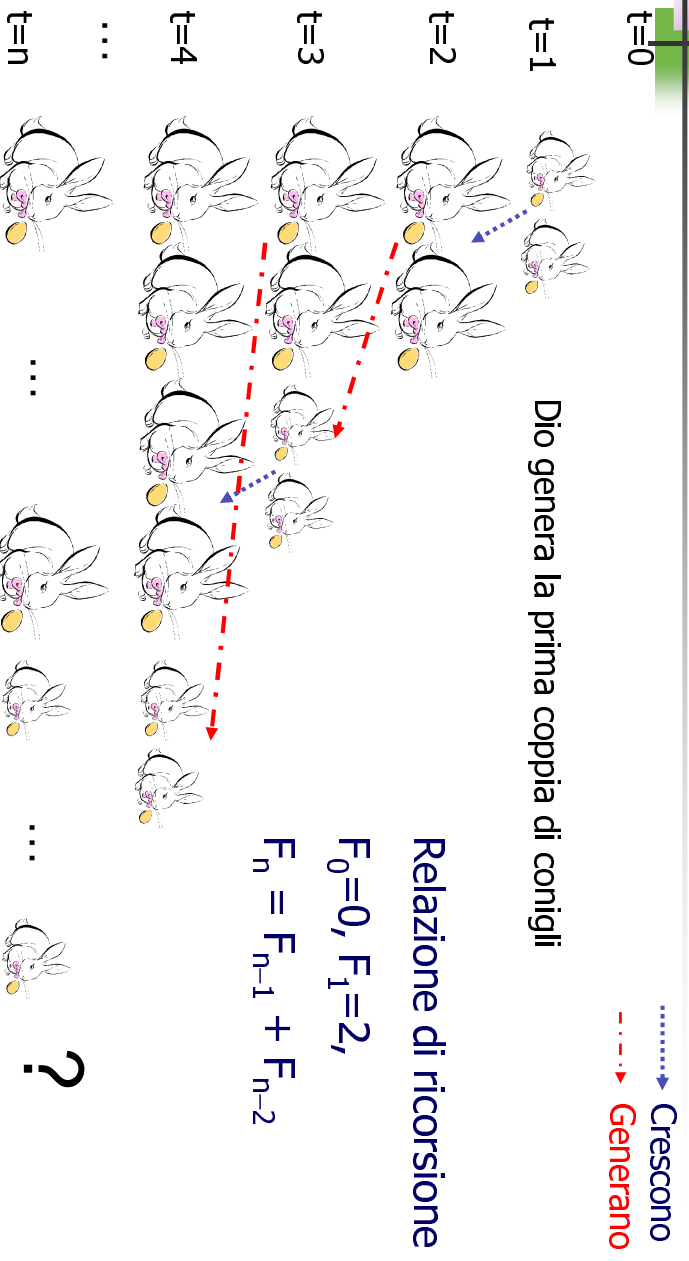 Crescono
Generano
t=0
t=1
Dio genera la prima coppia di conigli
t=2
Relazione di ricorsione
t=3
F0=0, F1=2,
t=4
Fn = Fn−1 + Fn−2
...
t=n
...
...
?